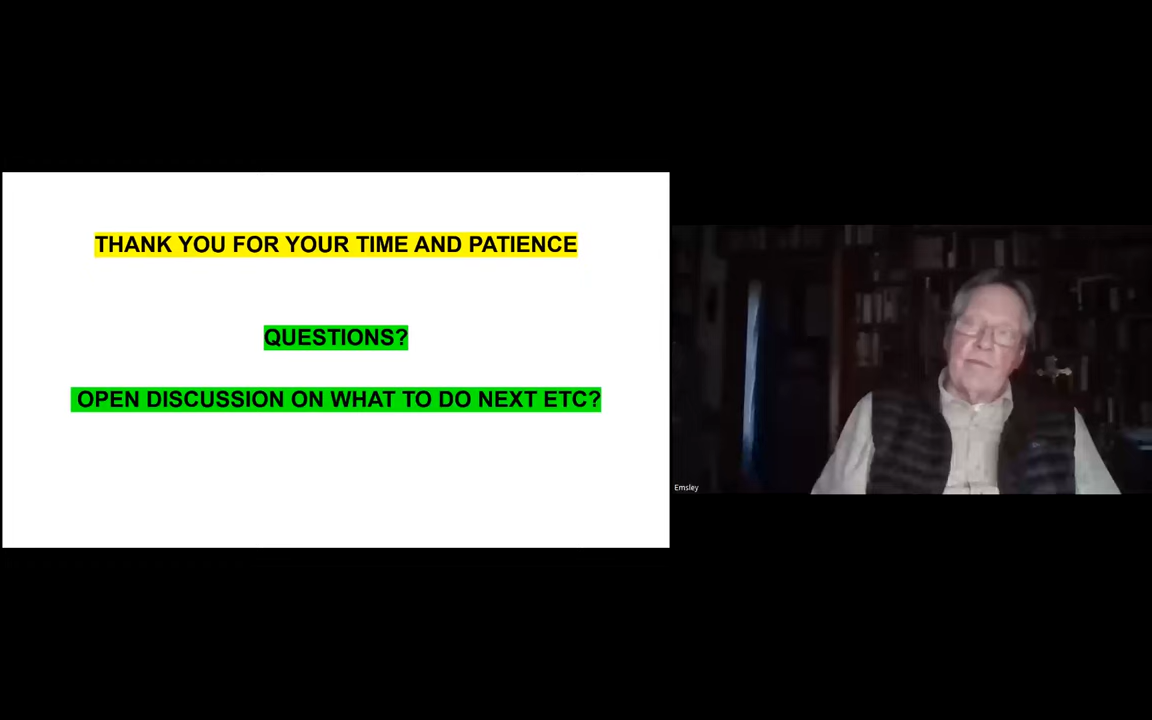 THANK YOU FOR YOUR TIME AND PATIENCE
QUESTIONS?
OPEN DISCUSSION ON WHAT TO DO NEXT ETC?
Emsley